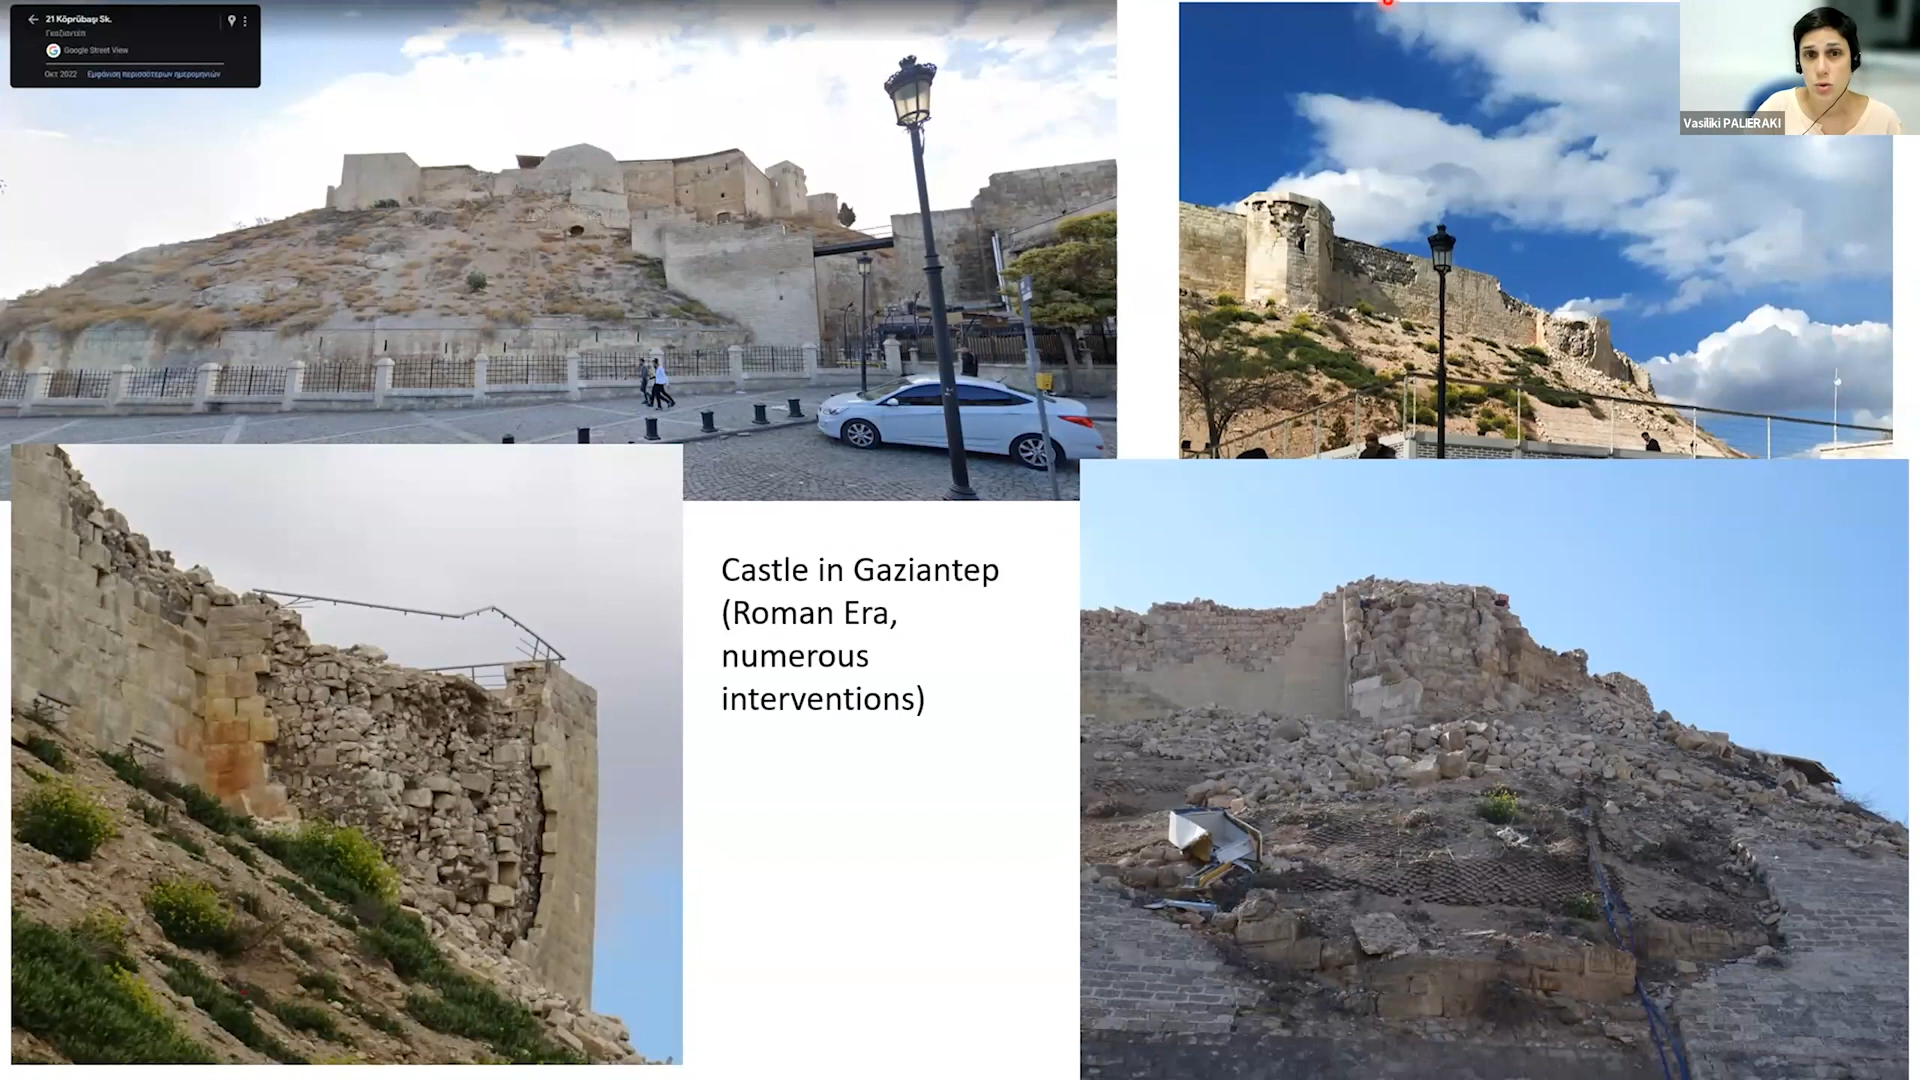 21 Köprübaşı Sk.
Γκαζιαντέπ
Google Street View
Οκτ 2022 Εμφάνιση περισσότερων ημερομηνιών
Vasiliki PALIERAKI
Castle in Gaziantep
(Roman Era,
numerous
interventions)